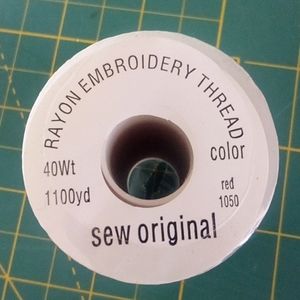 RAYON EMBROIDERY THREAD
40Wt
1100yd
color
red
1050
sew original